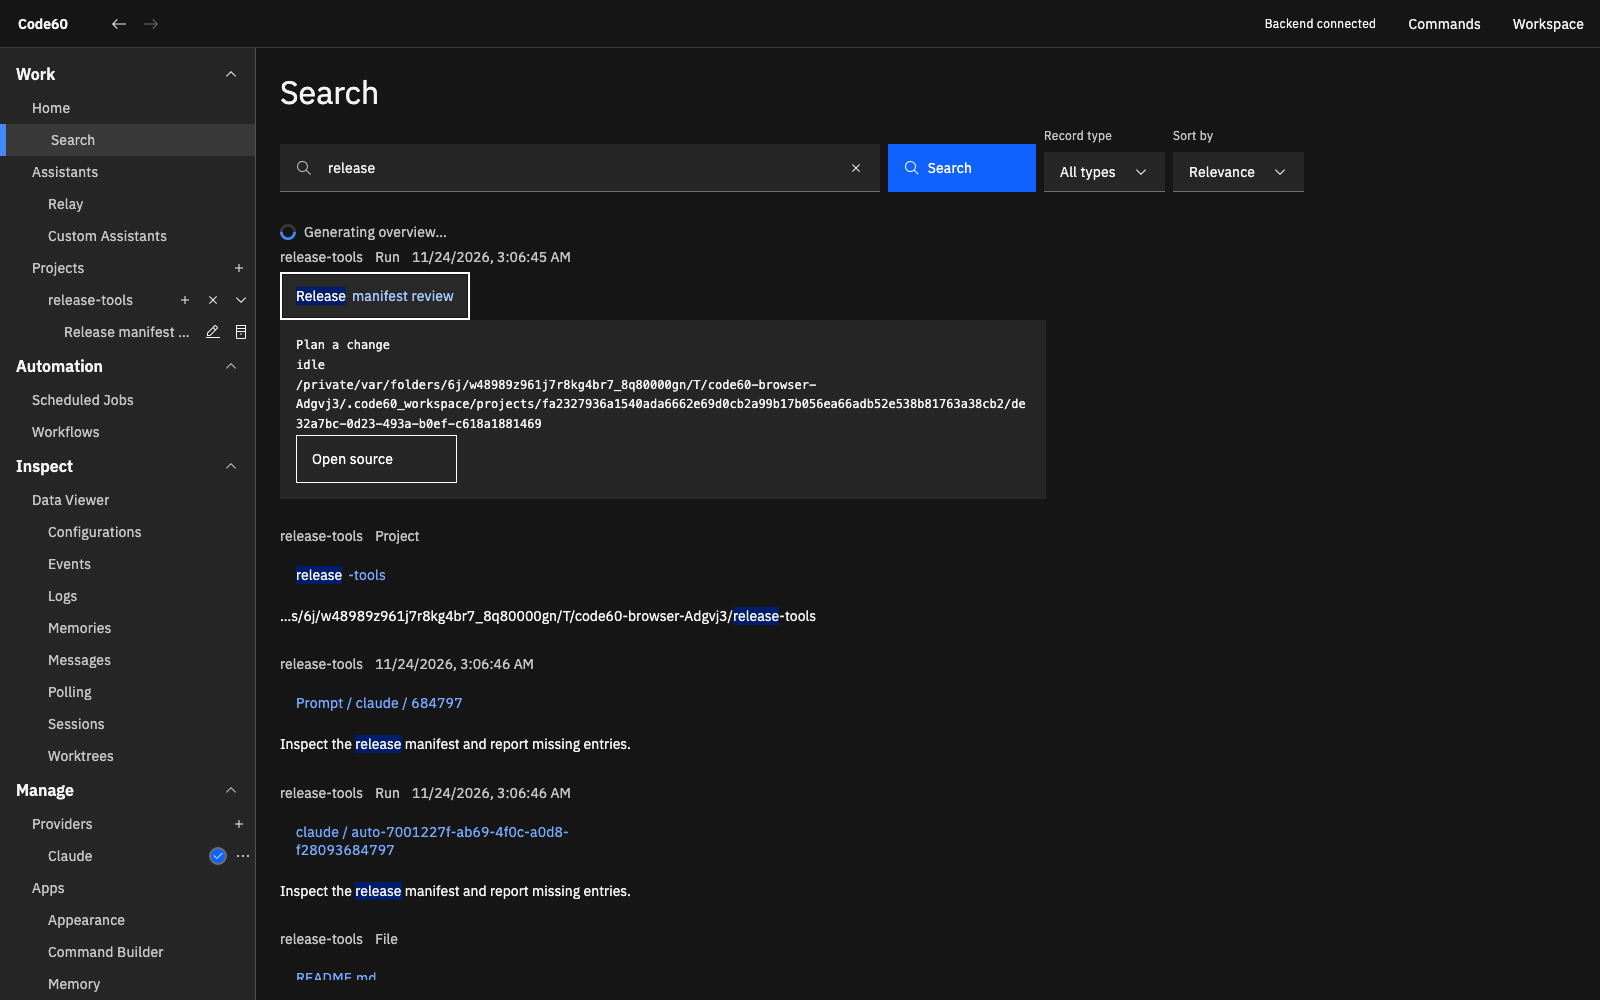 Code60
Backend connected
Commands
Workspace
Work
Home
Search
Assistants
Relay
Custom Assistants
Projects
release-tools
Release manifest ...
Automation
Scheduled Jobs
Workflows
Inspect
Data Viewer
Configurations
Events
Logs
Memories
Messages
Polling
Sessions
Worktrees
Manage
Providers
Claude
Apps
Appearance
Command Builder
Memory
Search
Record type
Sort by
release
Search
All types
Relevance
Generating overview...
release-tools Run 11/24/2026, 3:06:45 AM
Release manifest review
Plan a change
idle
/private/var/folders/6j/w48989z961j7r8kg4br7_8q80000gn/T/code60-browser-
Adgvj3/.code60_workspace/projects/fa2327936a1540ada6662e69d0cb2a99b17b056ea66adb52e538b81763a38cb2/de
32a7bc-0d23-493a-b0ef-c618a1881469
Open source
release-tools Project
release -tools
...s/6j/w48989z961j7r8kg4br7_8q80000gn/T/code60-browser-Adgvj3/release-tools
release-tools 11/24/2026, 3:06:46 AM
Prompt / claude / 684797
Inspect the release manifest and report missing entries.
release-tools Run 11/24/2026, 3:06:46 AM
claude / auto-7001227f-ab69-4f0c-a0d8-
f28093684797
Inspect the release manifest and report missing entries.
release-tools File
README.md